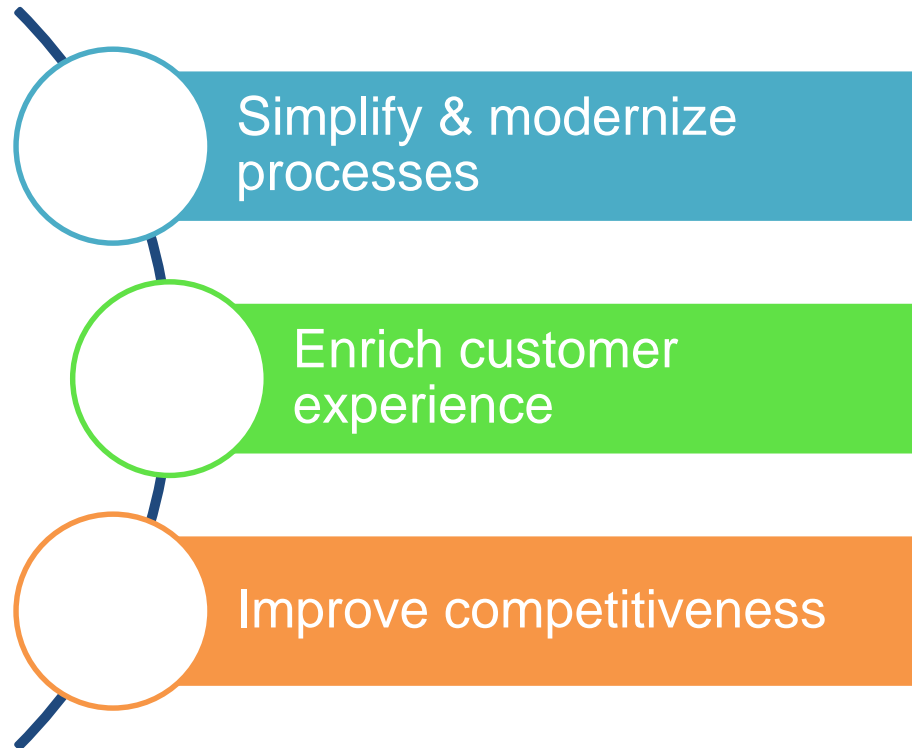 Simplify & modernize
processes
Enrich customer
experience
Improve competitiveness